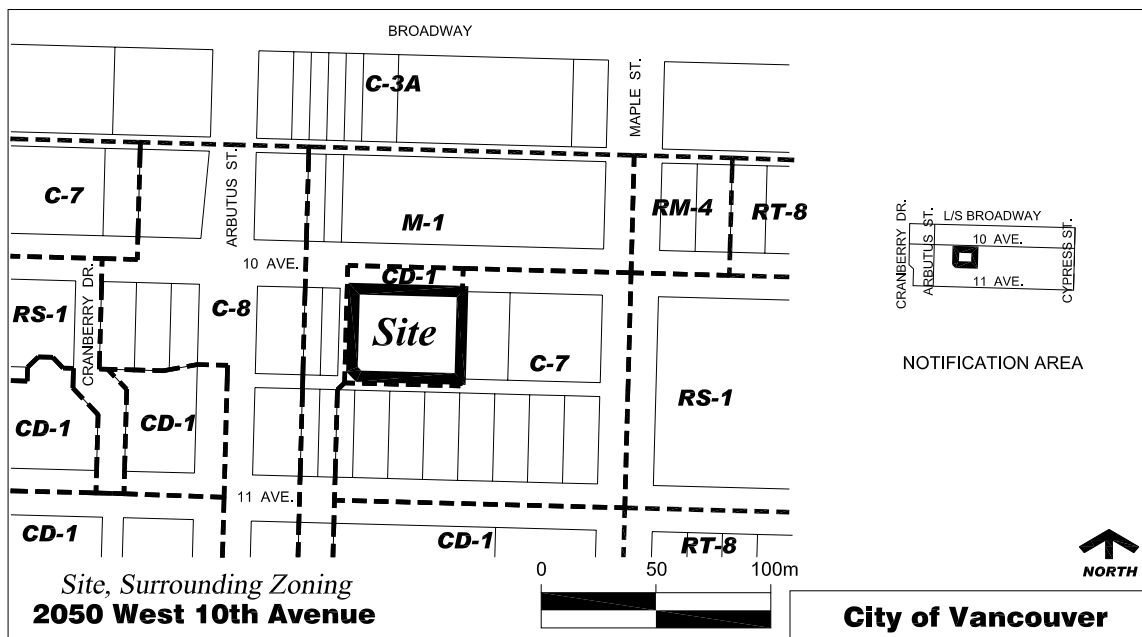 BROADWAY
C-3A
MAPLE ST.
ARBUTUS ST.
C-7
M-1
RM-4
RT-8
10 AVE.
CD-1
CRANBERRY DR.
RS-1
C-8
Site
C-7
RS-1
CD-1
CD-1
11 AVE.
CD-1
CD-1
RT-8
L/S BROADWAY
CRANBERRY DR.
ARBUTUS ST.
10 AVE.
11 AVE.
CYPRESS ST.
NOTIFICATION AREA
NORTH
Site, Surrounding Zoning
2050 West 10th Avenue
0 50 100m
City of Vancouver